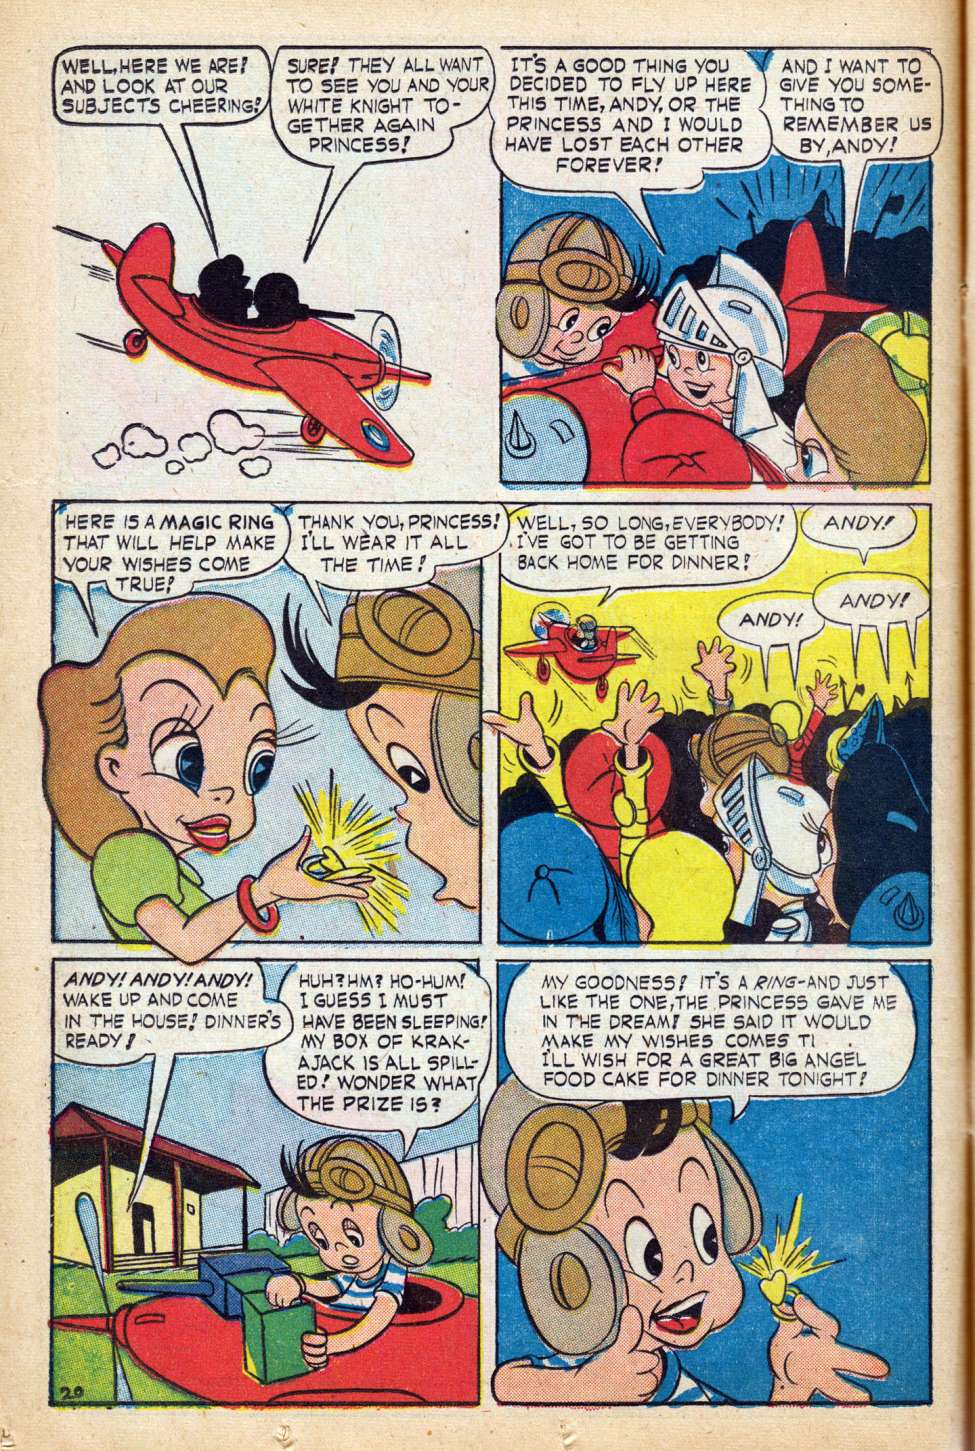 WELL, HERE WE ARE!
AND LOOK AT OUR
SUBJECTS CHEERING!
SURE! THEY ALL WANT
TO SEE YOU AND YOUR
WHITE KNIGHT TO-
GETHER AGAIN
PRINCESS!
IT'S A GOOD THING YOU
DECIDED TO FLY UP HERE
THIS TIME, ANDY, OR THE
PRINCESS AND I WOULD
HAVE LOST EACH OTHER
FOREVER!
AND I WANT TO
GIVE YOU SOME-
THING TO
REMEMBER US
BY, ANDY!
HERE IS A MAGIC RING
THAT WILL HELP MAKE
YOUR WISHES COME
TRUE!
THANK YOU, PRINCESS!
I'LL WEAR IT ALL
THE TIME!
WELL, SO LONG, EVERYBODY!
I'VE GOT TO BE GETTING
BACK HOME FOR DINNER!
ANDY!
ANDY!
ANDY!
ANDY! ANDY! ANDY!
WAKE UP AND COME
IN THE HOUSE! DINNER'S
READY!
HUH? HM? HO-HUM!
I GUESS I MUST
HAVE BEEN SLEEPING!
MY BOX OF KRAK-
AJACK IS ALL SPILL-
ED! WONDER WHAT
THE PRIZE IS?
MY GOODNESS! IT'S A RING-AND JUST
LIKE THE ONE, THE PRINCESS GAVE ME
IN THE DREAM! SHE SAID IT WOULD
MAKE MY WISHES COMES
I'LL WISH FOR A GREAT BIG ANGEL
FOOD CAKE FOR DINNER TONIGHT!
20